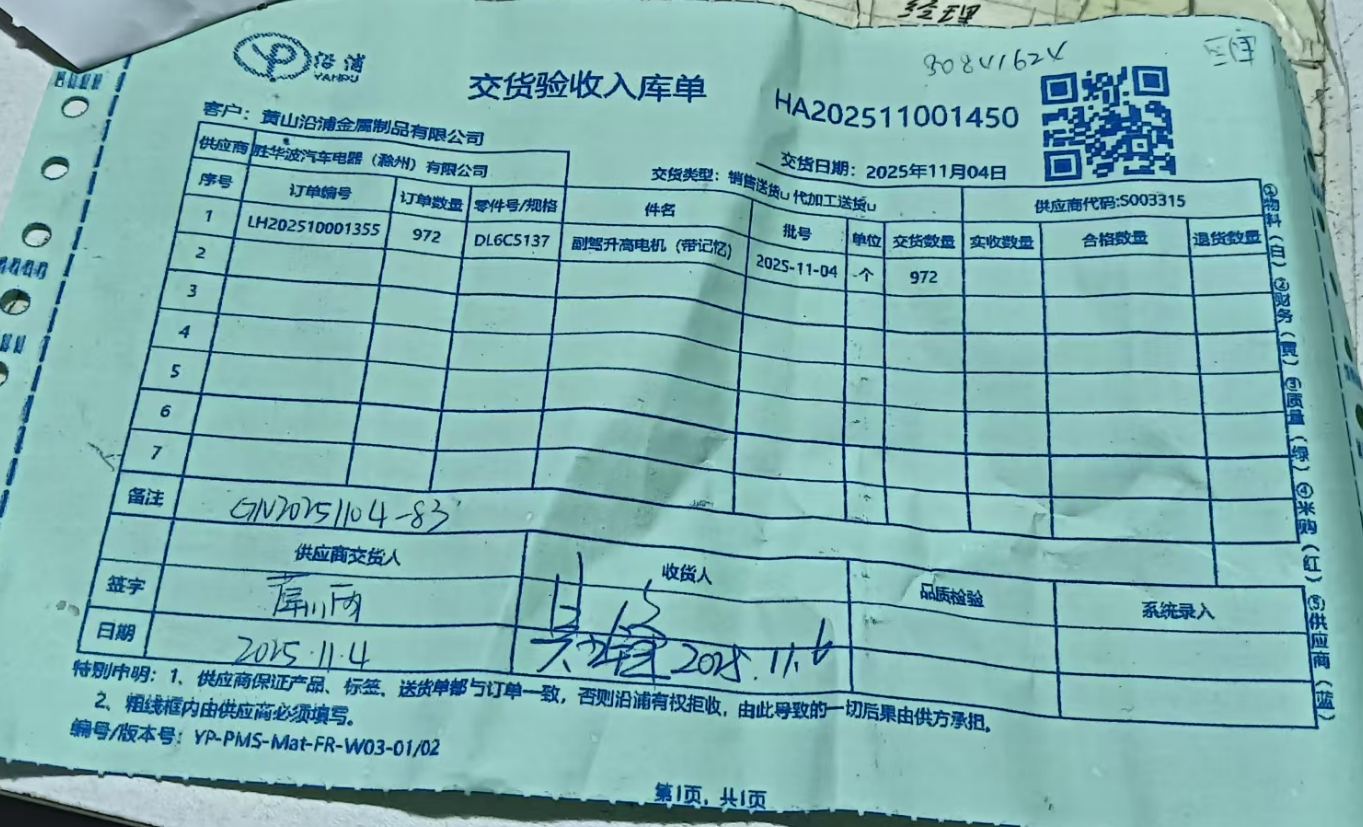 经理
沿浦
YANPU
交货验收入库单
HA202511001450
客户：黄山沿浦金属制品有限公司
交货日期：2025年11月04日
供应商 胜华波汽车电器（滁州）有限公司
交货类型：销售送货 代加工送货
供应商代码:S003315
序号 订单编号 订单数量 零件号/规格 件名 批号 单位 交货数量 实收数量 合格数量 退货数量
1 LH202510001355 972 DL6C5137 副驾升高电机（带记忆） 2025-11-04 个 972
2
3
4
5
6
7
备注 GN20251104-83
供应商交货人 收货人 品质检验 系统录入
签字
日期 2025.11.4 2025.11.6
特别申明：1、供应商保证产品、标签、送货单都与订单一致，否则沿浦有权拒收，由此导致的一切后果由供方承担。
2、粗线框内由供应商必须填写。
编号/版本号：YP-PMS-Mat-FR-W03-01/02
第1页，共1页
①物料（白）②财务（黄）③质量（绿）④采购（红）⑤供应商（蓝）